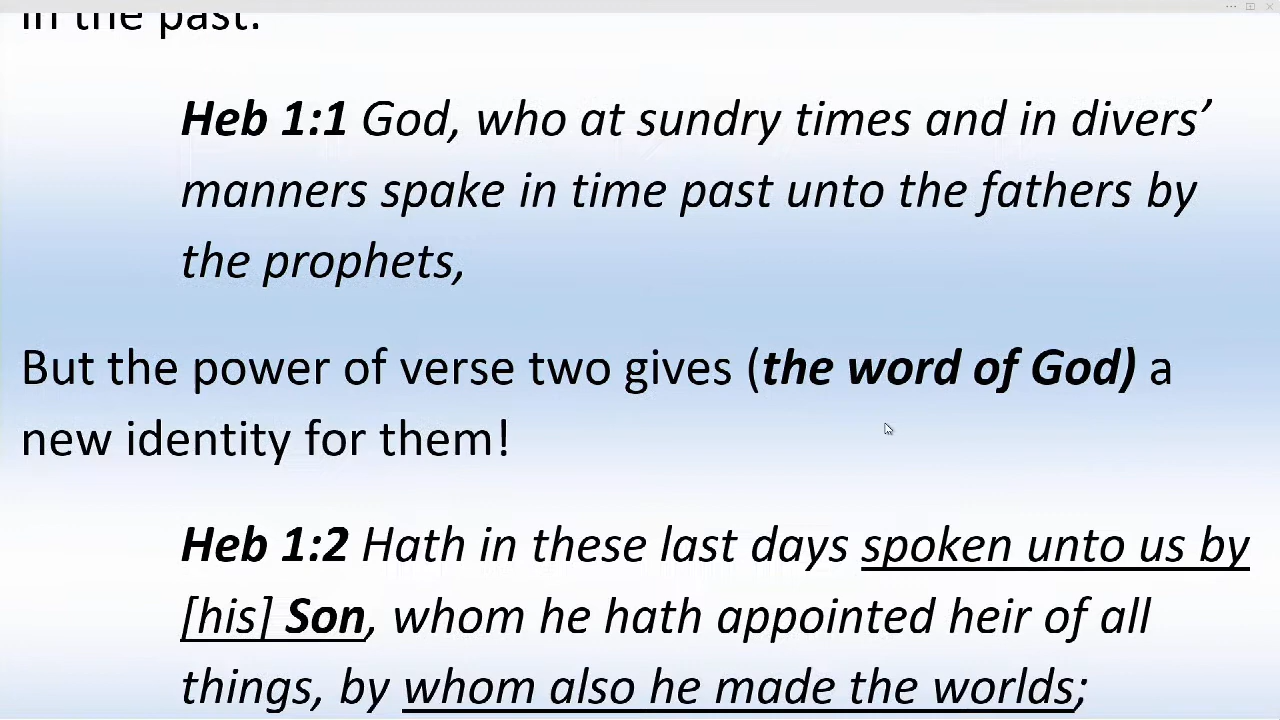 in the past.
Heb 1:1 God, who at sundry times and in divers’
manners spake in time past unto the fathers by
the prophets,
But the power of verse two gives (the word of God) a
new identity for them!
Heb 1:2 Hath in these last days spoken unto us by
[his] Son, whom he hath appointed heir of all
things, by whom also he made the worlds;